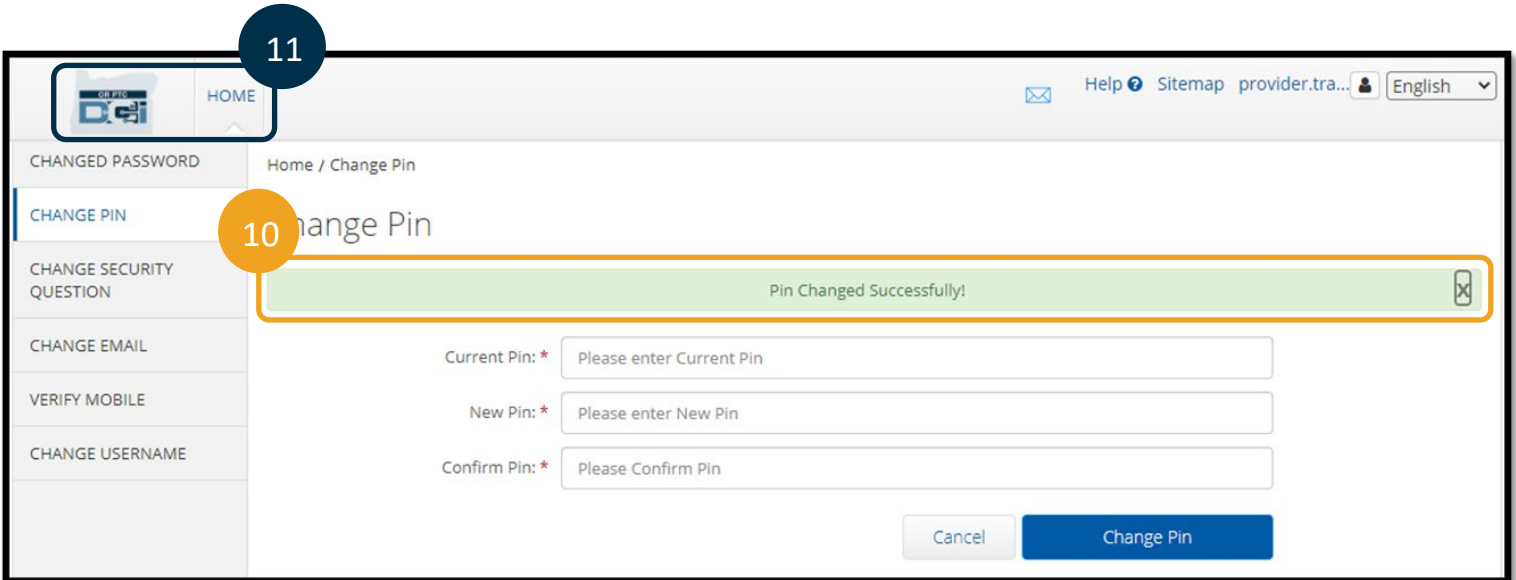 11
OR PTC
DCi
HOME
Help ? Sitemap provider.tra... English
CHANGED PASSWORD
CHANGE PIN
CHANGE SECURITY
QUESTION
CHANGE EMAIL
VERIFY MOBILE
CHANGE USERNAME
Home / Change Pin
10
hange Pin
Pin Changed Successfully!
x
Current Pin: * Please enter Current Pin
New Pin: * Please enter New Pin
Confirm Pin: * Please Confirm Pin
Cancel Change Pin